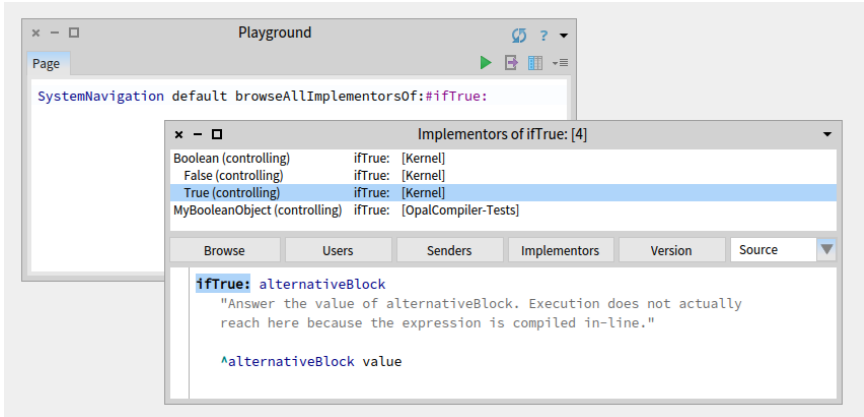 Playground
?
Page
SystemNavigation default browseAllImplementorsOf:#ifTrue:
Implementors of ifTrue: [4]
Boolean (controlling) ifTrue: [Kernel]
False (controlling) ifTrue: [Kernel]
True (controlling) ifTrue: [Kernel]
MyBooleanObject (controlling) ifTrue: [OpalCompiler-Tests]
Browse Users Senders Implementors Version Source
ifTrue: alternativeBlock
"Answer the value of alternativeBlock. Execution does not actually
reach here because the expression is compiled in-line."
^alternativeBlock value